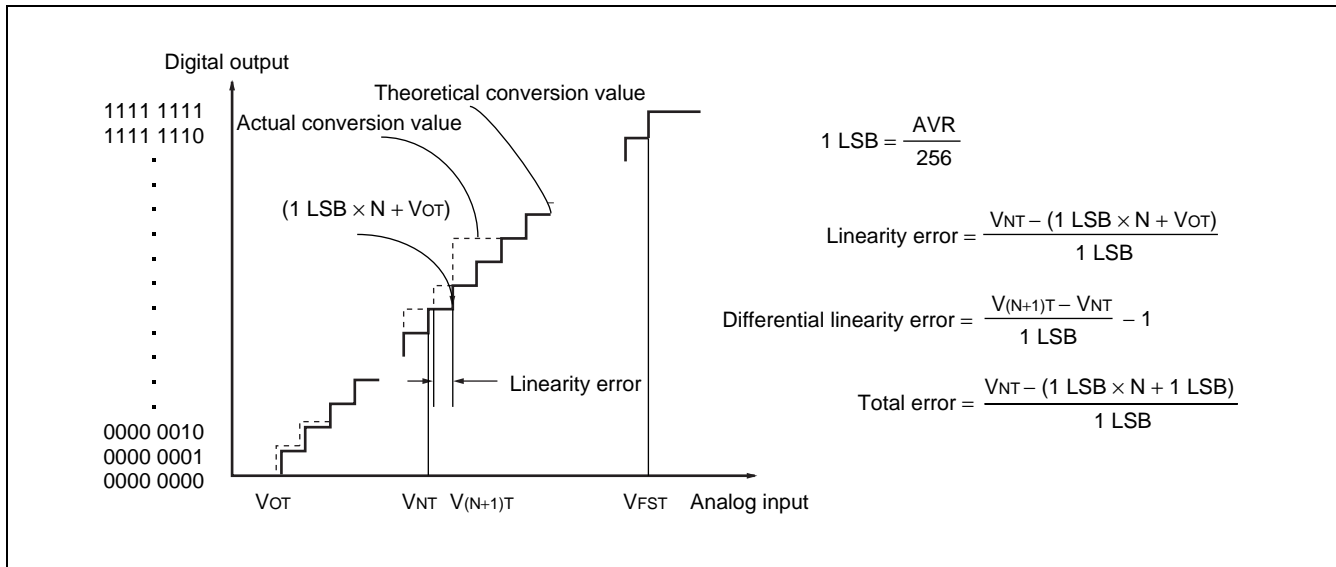 Digital output
1111 1111
1111 1110
Theoretical conversion value
Actual conversion value
(1 LSB × N + VOT)
Linearity error
0000 0010
0000 0001
0000 0000
VOT
VNT
V(N+1)T
VFST
Analog input
1 LSB = AVR / 256
Linearity error = VNT – (1 LSB × N + VOT) / 1 LSB
Differential linearity error = V(N+1)T – VNT / 1 LSB – 1
Total error = VNT – (1 LSB × N + 1 LSB) / 1 LSB